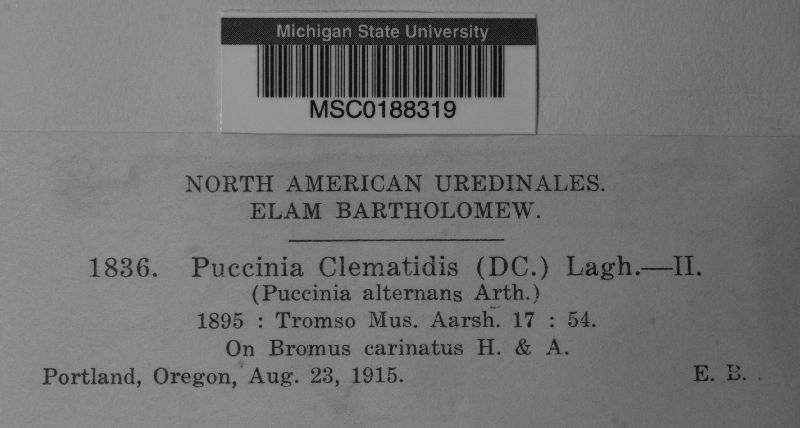 Michigan State University
MSC0188319
NORTH AMERICAN UREDINALES.
ELAM BARTHOLOMEW.
1836. Puccinia Clematidis (DC.) Lagh.—II.
(Puccinia alternans Arth.)
1895 : Tromso Mus. Aarsh. 17 : 54.
On Bromus carinatus H. & A.
Portland, Oregon, Aug. 23, 1915. E. B.